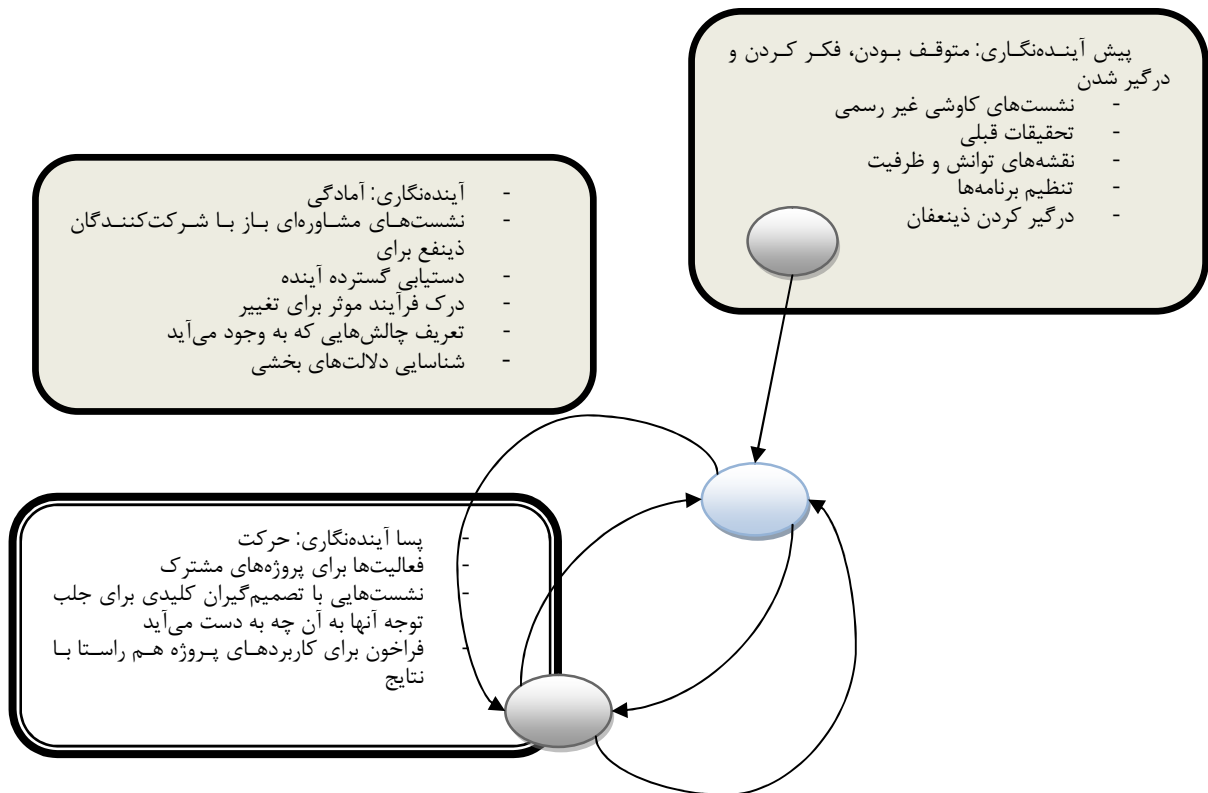 پیش آینده‌نگاری: متوقف بودن، فکر کردن و
درگیر شدن
- نشست‌های کاوشی غیر رسمی
- تحقیقات قبلی
- نقشه‌های توانش و ظرفیت
- تنظیم برنامه‌ها
- درگیر کردن ذینعفان
- آینده‌نگاری: آمادگی
- نشست‌های مشاوره‌ای باز با شرکت‌کنندگان
ذینفع برای
- دستیابی گسترده آینده
- درک فرآیند موثر برای تغییر
- تعریف چالش‌هایی که به وجود می‌آید
- شناسایی دلالت‌های بخشی
- پسا آینده‌نگاری: حرکت
- فعالیت‌ها برای پروژه‌های مشترک
- نشست‌هایی با تصمیم‌گیران کلیدی برای جلب
توجه آنها به آن چه به دست می‌آید
- فراخون برای کاربردهای پروژه هم راستا با
نتایج